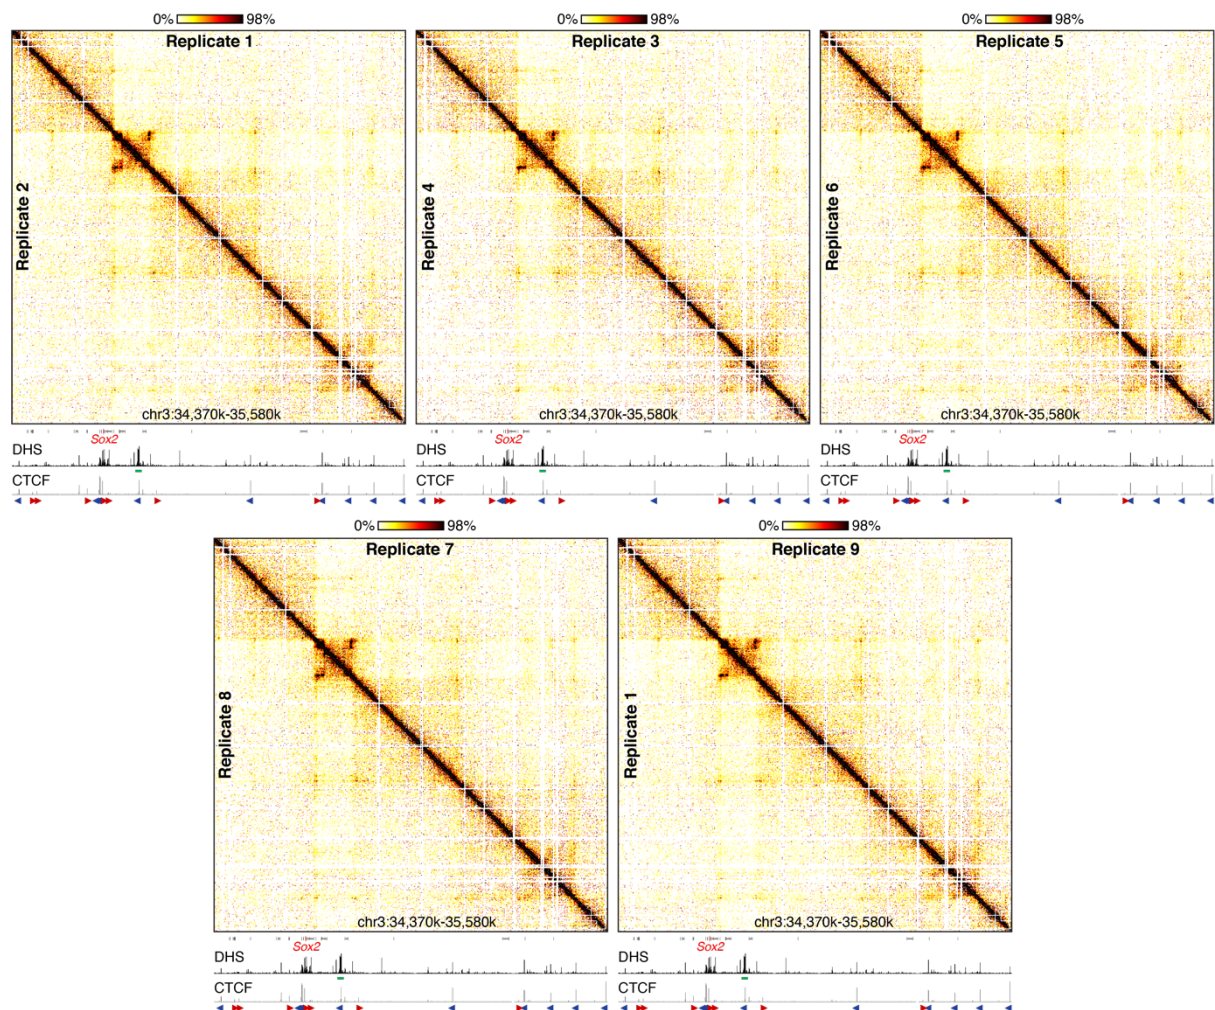 0% 98%
Replicate 1
Replicate 2
chr3:34,370k-35,580k
Sox2
DHS
CTCF
0% 98%
Replicate 3
Replicate 4
chr3:34,370k-35,580k
Sox2
DHS
CTCF
0% 98%
Replicate 5
Replicate 6
chr3:34,370k-35,580k
Sox2
DHS
CTCF
0% 98%
Replicate 7
Replicate 8
chr3:34,370k-35,580k
Sox2
DHS
CTCF
0% 98%
Replicate 9
Replicate 1
chr3:34,370k-35,580k
Sox2
DHS
CTCF